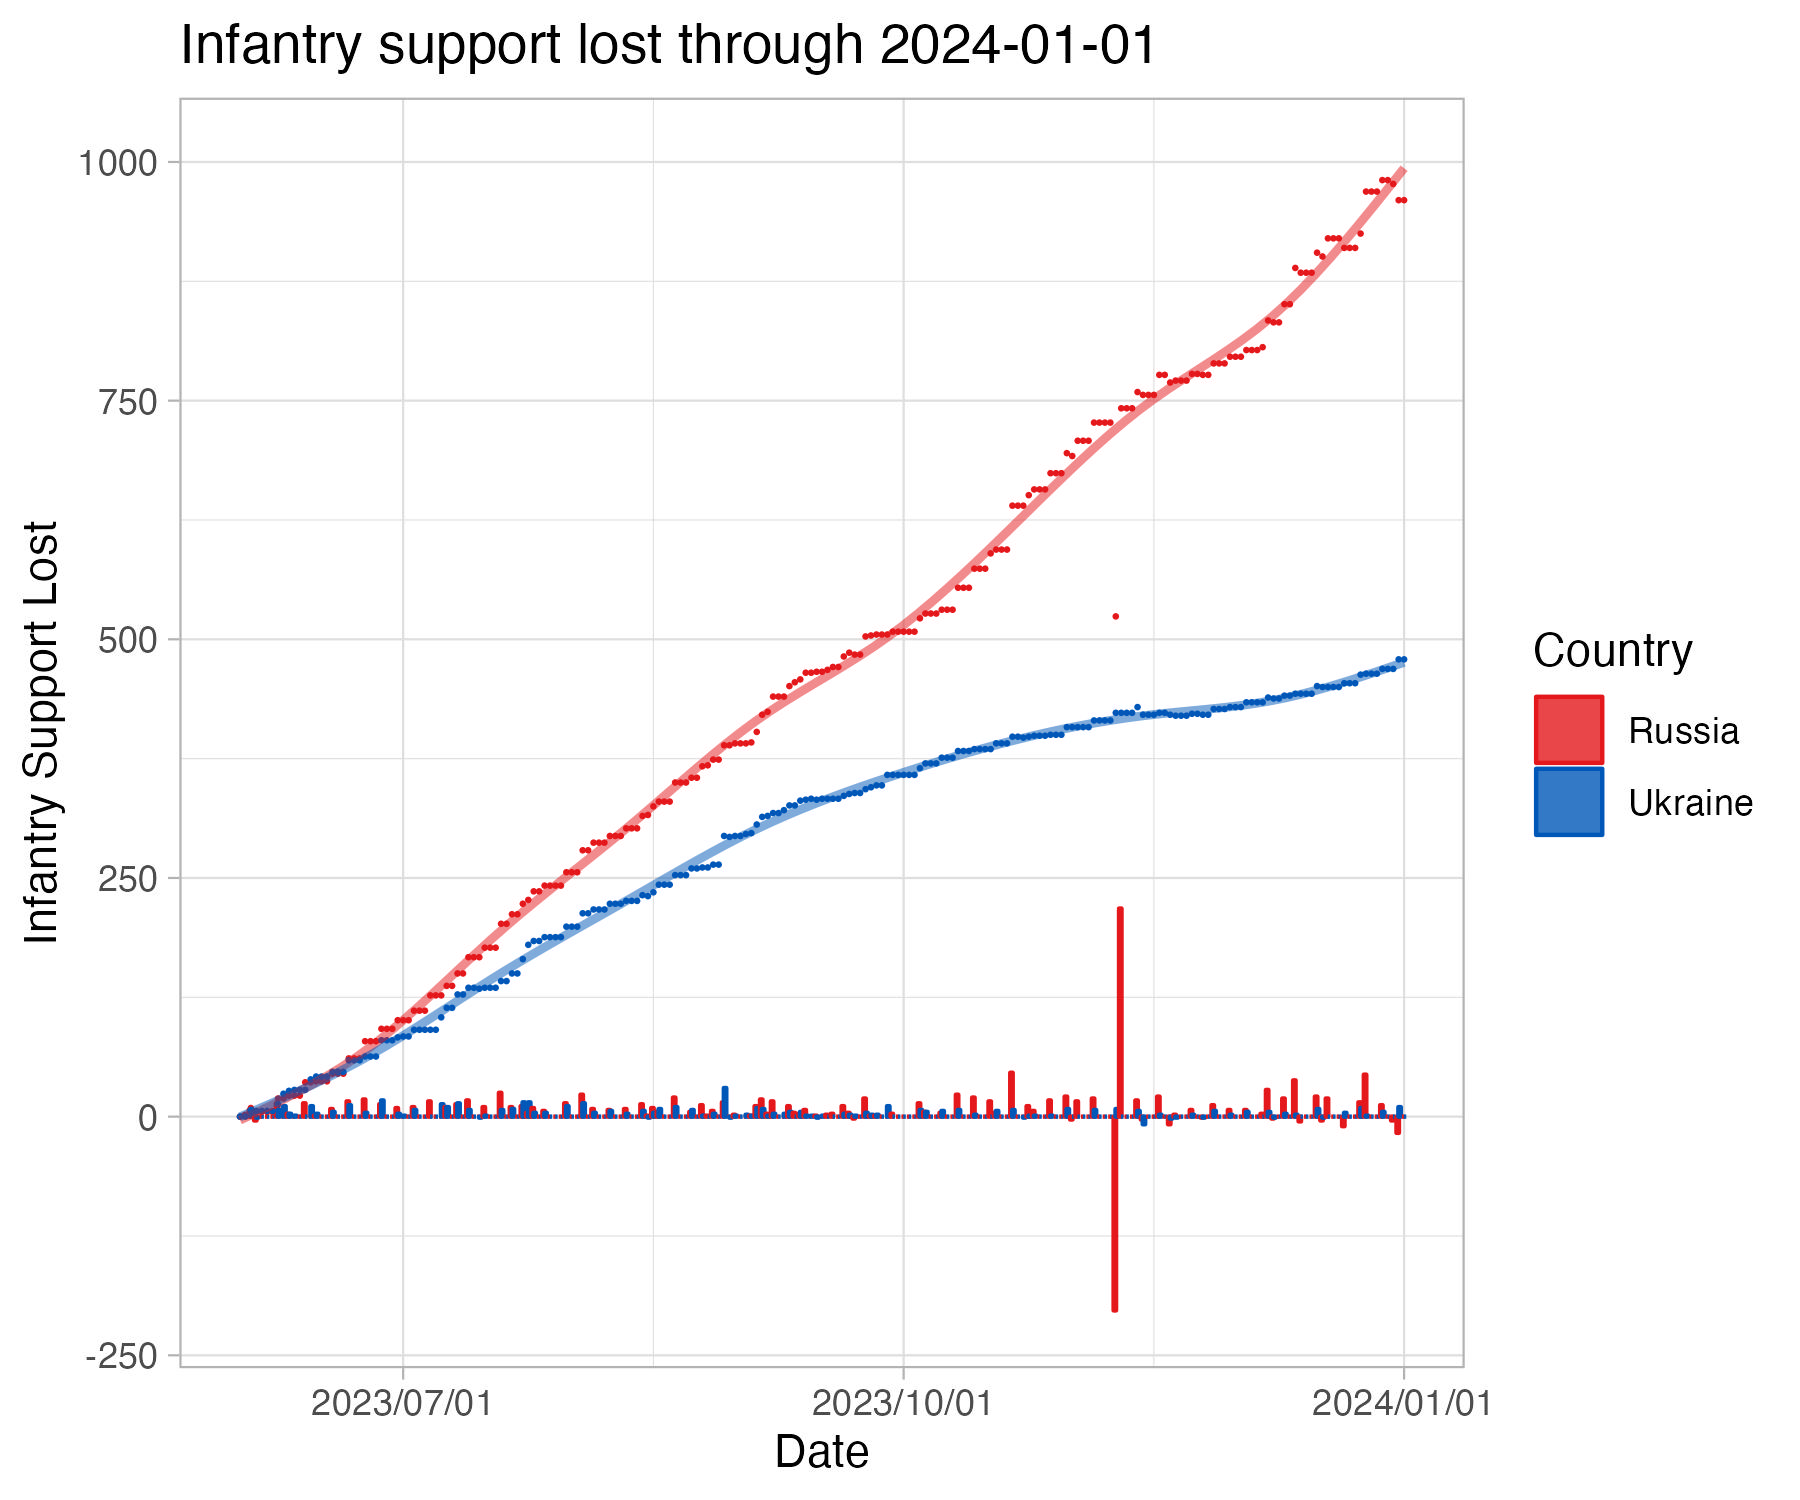 Infantry support lost through 2024-01-01
Infantry Support Lost
1000
750
500
250
0
-250
2023/07/01
2023/10/01
2024/01/01
Date
Country
Russia
Ukraine